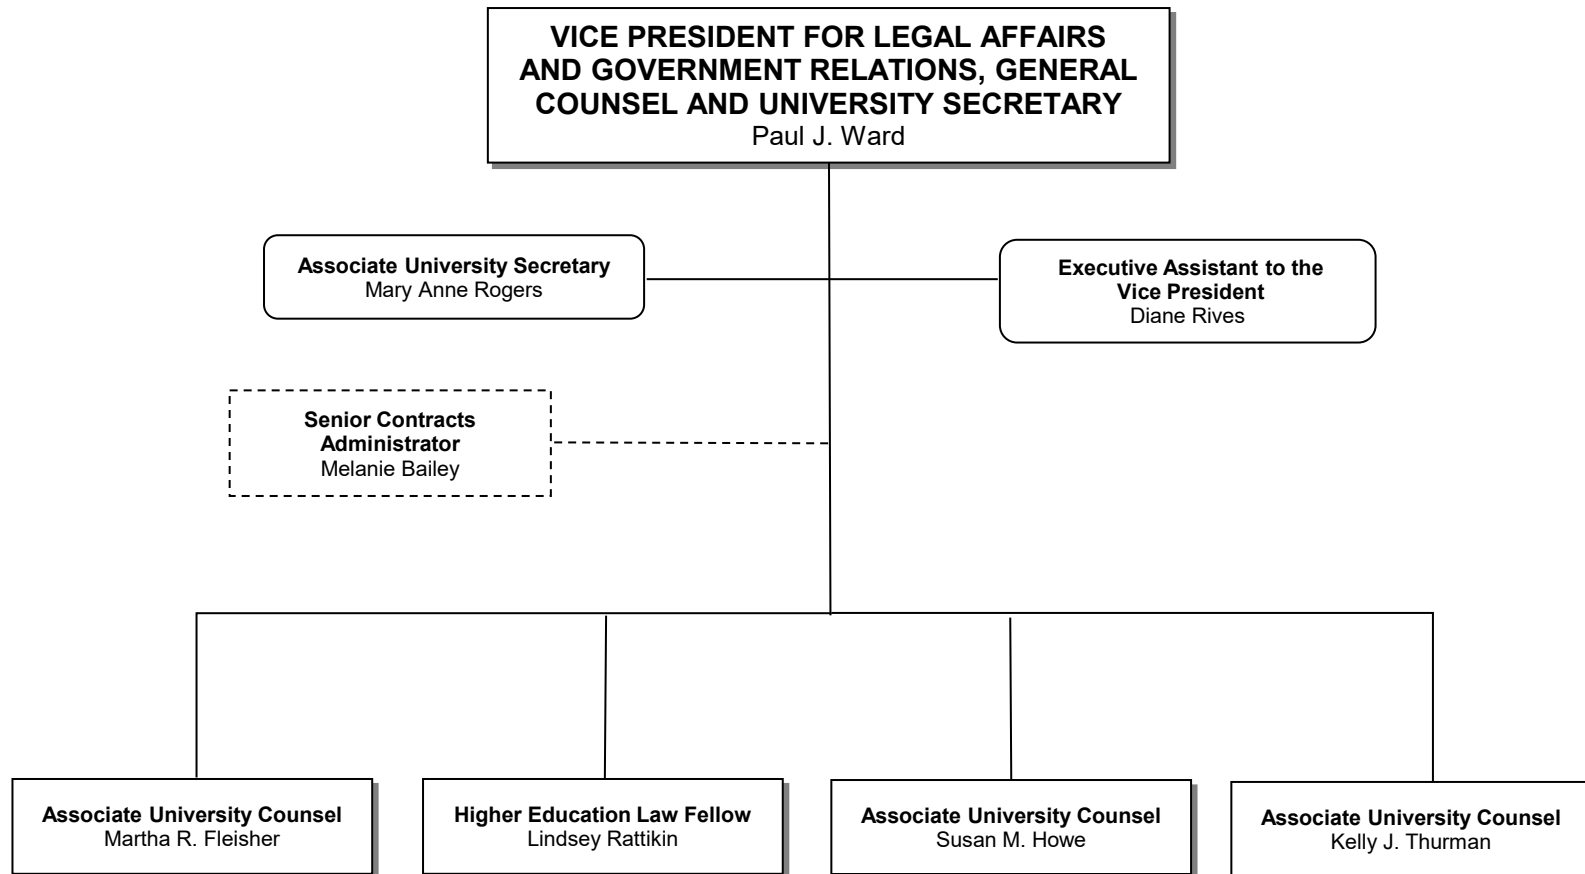 VICE PRESIDENT FOR LEGAL AFFAIRS
AND GOVERNMENT RELATIONS, GENERAL
COUNSEL AND UNIVERSITY SECRETARY
Paul J. Ward
Associate University Secretary
Mary Anne Rogers
Executive Assistant to the
Vice President
Diane Rives
Senior Contracts
Administrator
Melanie Bailey
Associate University Counsel
Martha R. Fleisher
Higher Education Law Fellow
Lindsey Rattikin
Associate University Counsel
Susan M. Howe
Associate University Counsel
Kelly J. Thurman